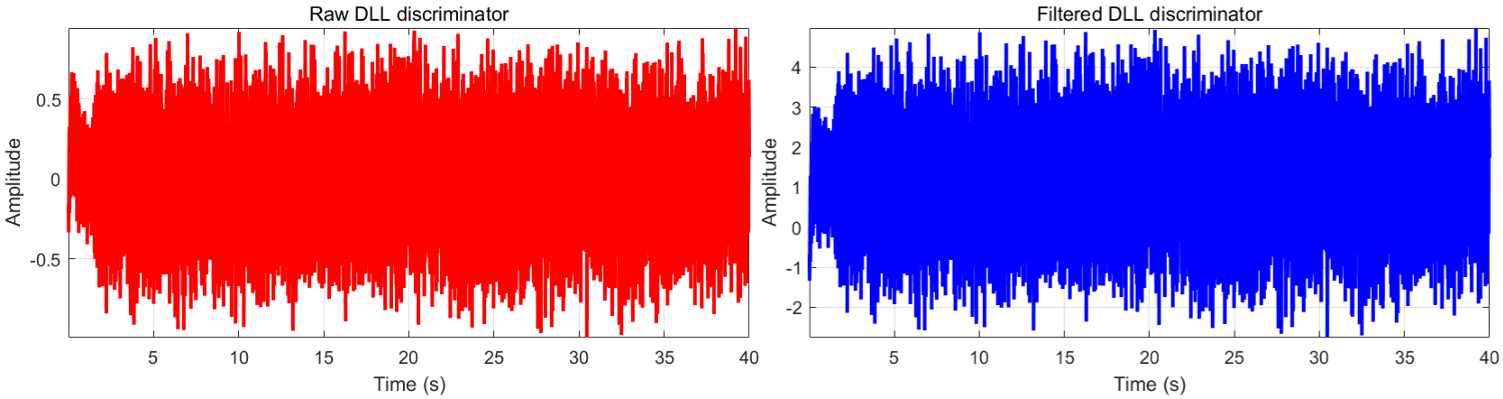 Raw DLL discriminator
Amplitude
0.5
0
-0.5
5 10 15 20 25 30 35 40
Time (s)
Filtered DLL discriminator
Amplitude
4
3
2
1
0
-1
-2
5 10 15 20 25 30 35 40
Time (s)